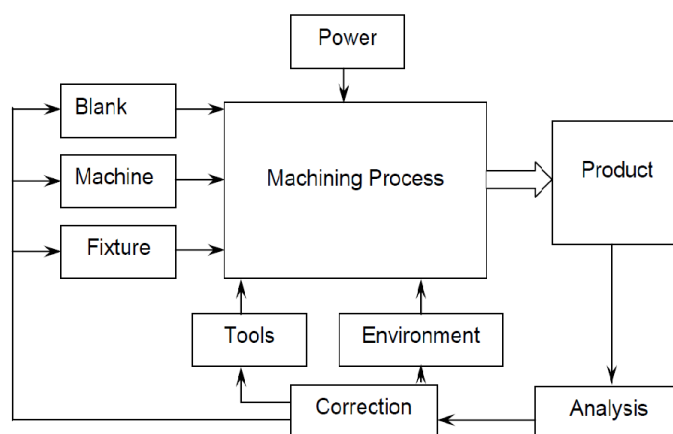 Power
Blank
Machining Process
Product
Machine
Fixture
Tools
Environment
Correction
Analysis